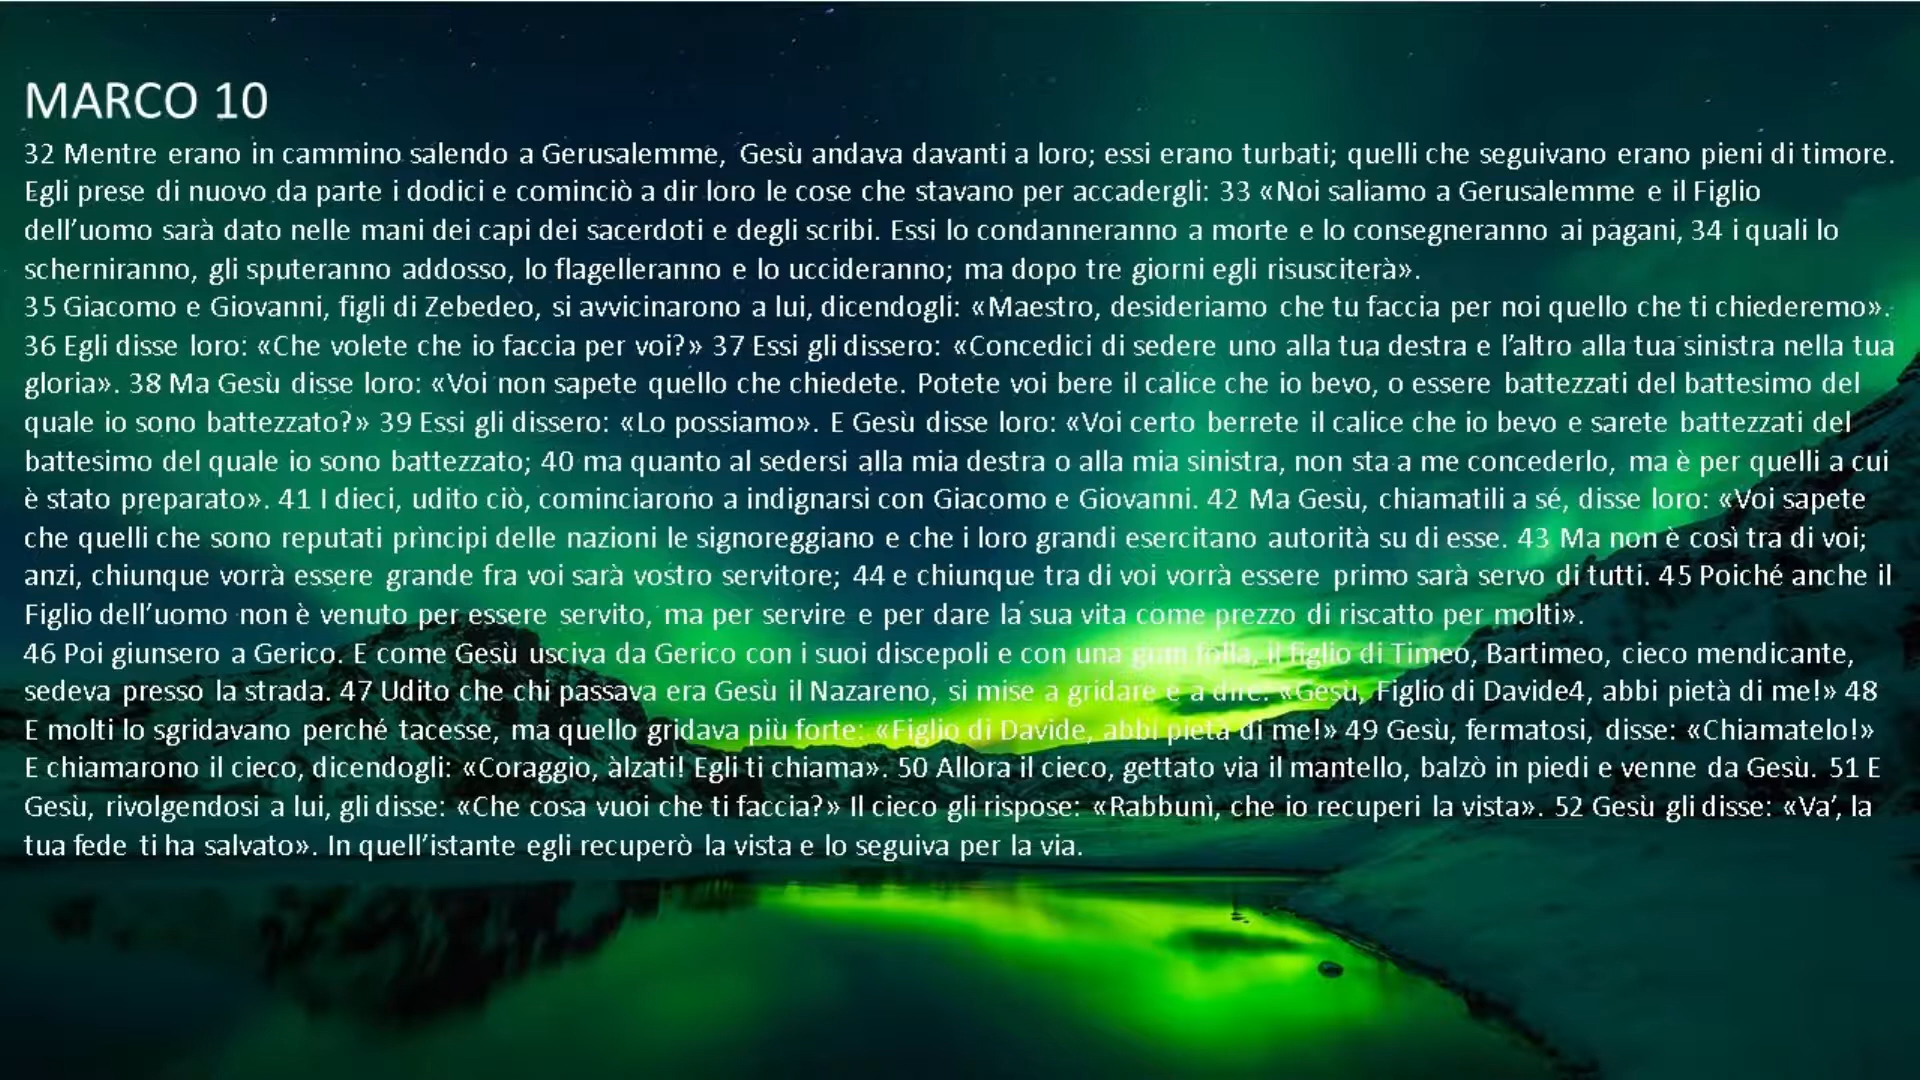 MARCO 10
32 Mentre erano in cammino salendo a Gerusalemme, Gesù andava davanti a loro; essi erano turbati; quelli che seguivano erano pieni di timore.
Egli prese di nuovo da parte i dodici e cominciò a dir loro le cose che stavano per accadergli: 33 «Noi saliamo a Gerusalemme e il Figlio
dell’uomo sarà dato nelle mani dei capi dei sacerdoti e degli scribi. Essi lo condanneranno a morte e lo consegneranno ai pagani, 34 i quali lo
scherniranno, gli sputeranno addosso, lo flagelleranno e lo uccideranno; ma dopo tre giorni egli risusciterà».
35 Giacomo e Giovanni, figli di Zebedeo, si avvicinarono a lui, dicendogli: «Maestro, desideriamo che tu faccia per noi quello che ti chiederemo».
36 Egli disse loro: «Che volete che io faccia per voi?» 37 Essi gli dissero: «Concedici di sedere uno alla tua destra e l’altro alla tua sinistra nella tua
gloria». 38 Ma Gesù disse loro: «Voi non sapete quello che chiedete. Potete voi bere il calice che io bevo, o essere battezzati del battesimo del
quale io sono battezzato?» 39 Essi gli dissero: «Lo possiamo». E Gesù disse loro: «Voi certo berrete il calice che io bevo e sarete battezzati del
battesimo del quale io sono battezzato; 40 ma quanto al sedersi alla mia destra o alla mia sinistra, non sta a me concederlo, ma è per quelli a cui
è stato preparato». 41 I dieci, udito ciò, cominciarono a indignarsi con Giacomo e Giovanni. 42 Ma Gesù, chiamatili a sé, disse loro: «Voi sapete
che quelli che sono reputati prìncipi delle nazioni le signoreggiano e che i loro grandi esercitano autorità su di esse. 43 Ma non è così tra di voi;
anzi, chiunque vorrà essere grande fra voi sarà vostro servitore; 44 e chiunque tra di voi vorrà essere primo sarà servo di tutti. 45 Poiché anche il
Figlio dell’uomo non è venuto per essere servito, ma per servire e per dare la sua vita come prezzo di riscatto per molti».
46 Poi giunsero a Gerico. E come Gesù usciva da Gerico con i suoi discepoli e con una gran folla, il figlio di Timeo, Bartimeo, cieco mendicante,
sedeva presso la strada. 47 Udito che chi passava era Gesù il Nazareno, si mise a gridare e a dire: «Gesù, Figlio di Davide4, abbi pietà di me!» 48
E molti lo sgridavano perché tacesse, ma quello gridava più forte: «Figlio di Davide, abbi pietà di me!» 49 Gesù, fermatosi, disse: «Chiamatelo!»
E chiamarono il cieco, dicendogli: «Coraggio, àlzati! Egli ti chiama». 50 Allora il cieco, gettato via il mantello, balzò in piedi e venne da Gesù. 51 E
Gesù, rivolgendosi a lui, gli disse: «Che cosa vuoi che ti faccia?» Il cieco gli rispose: «Rabbunì, che io recuperi la vista». 52 Gesù gli disse: «Va’, la
tua fede ti ha salvato». In quell’istante egli recuperò la vista e lo seguiva per la via.